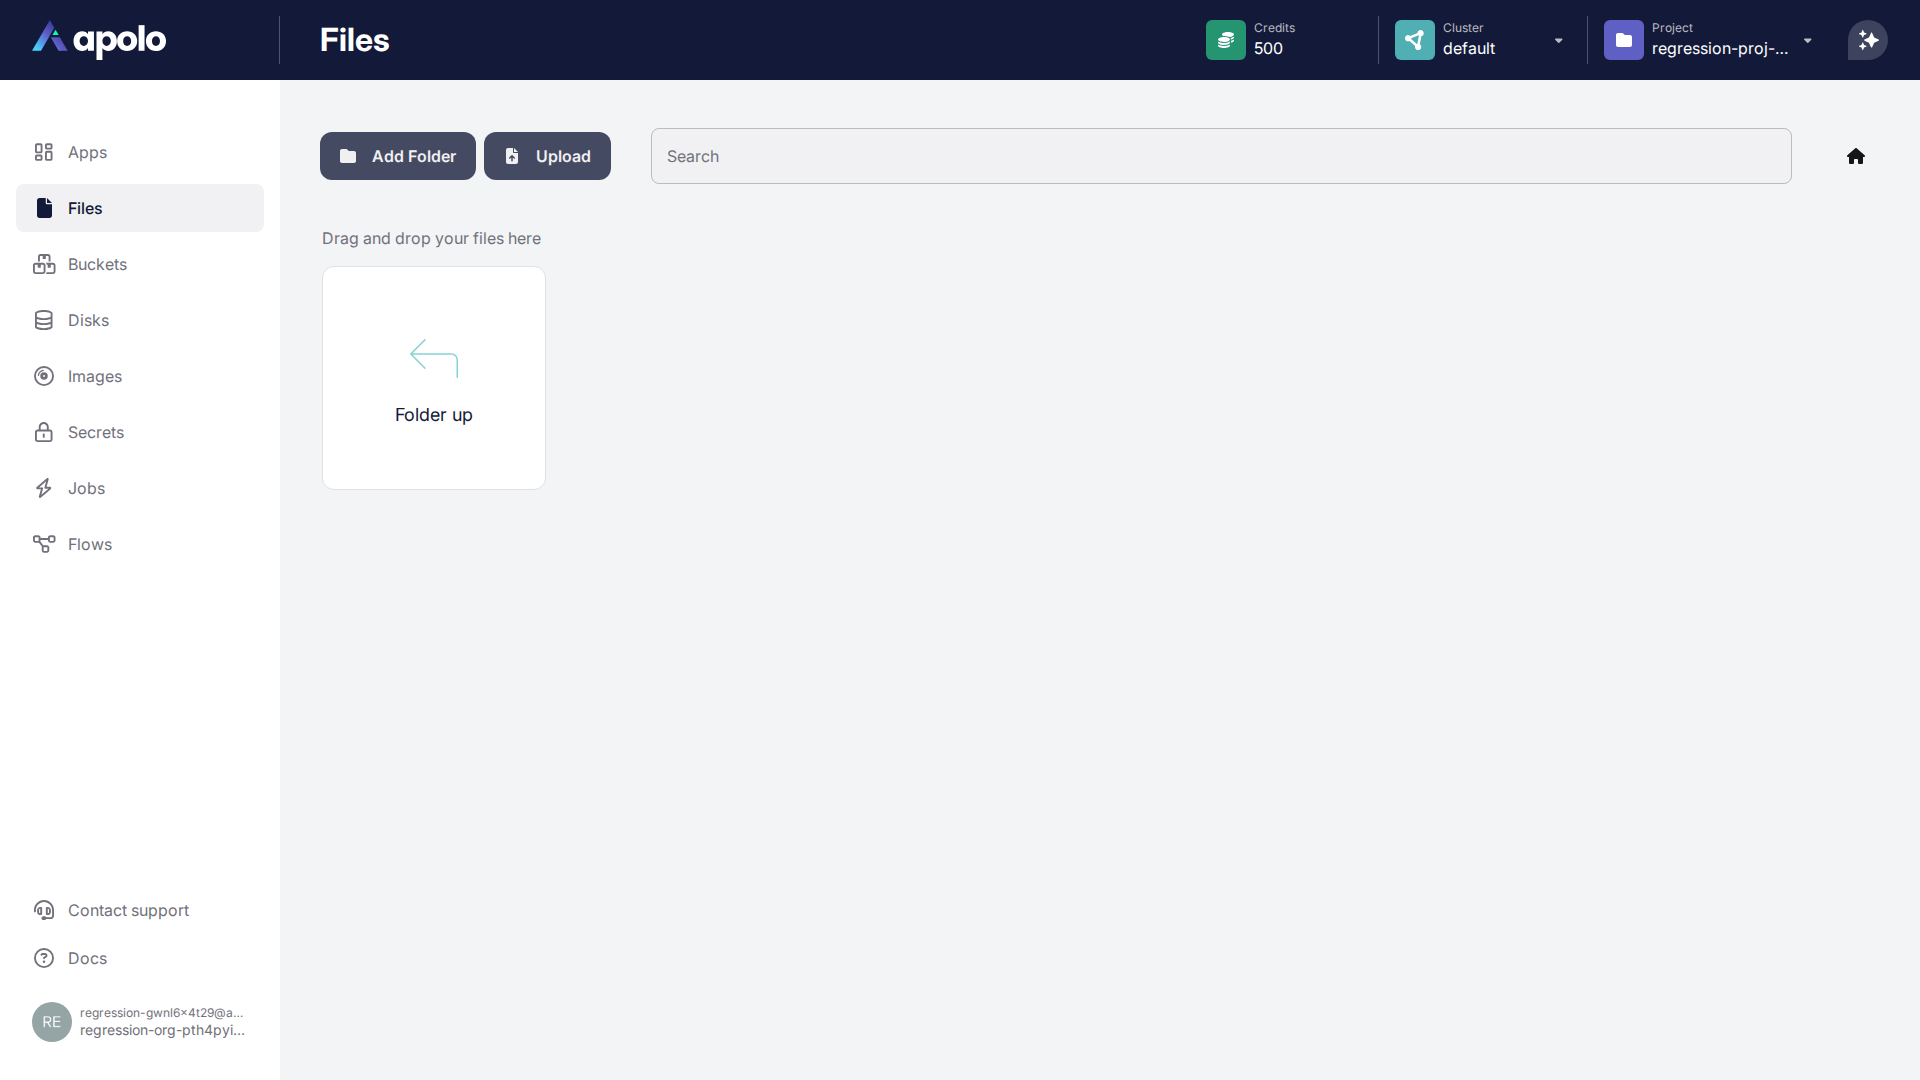 apolo
Files
Credits
500
Cluster
default
Project
regression-proj-...
Apps
Files
Buckets
Disks
Images
Secrets
Jobs
Flows
Add Folder
Upload
Search
Drag and drop your files here
Folder up
Contact support
Docs
RE
regression-gwnl6x4t29@a...
regression-org-pth4pyi...